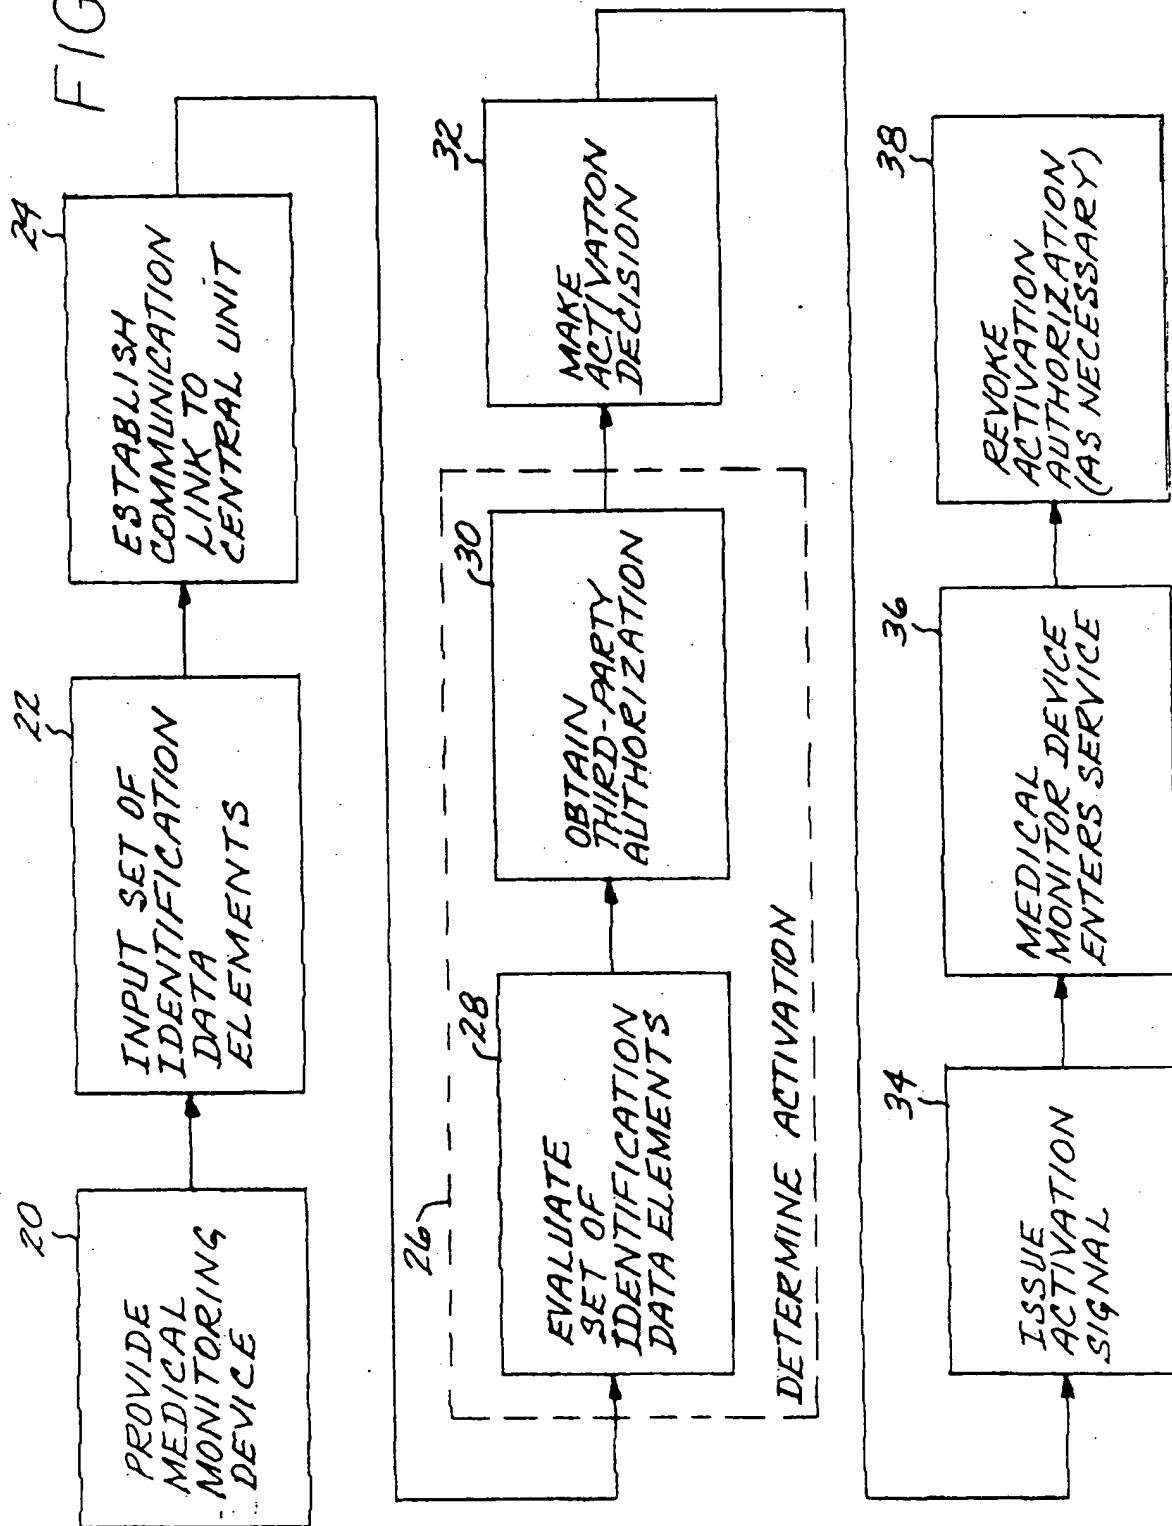 FIG
20
PROVIDE
MEDICAL
MONITORING
DEVICE
22
INPUT SET OF
IDENTIFICATION
DATA
ELEMENTS
24
ESTABLISH
COMMUNICATION
LINK TO
CENTRAL UNIT
26
28
EVALUATE
SET OF
IDENTIFICATION
DATA ELEMENTS
30
OBTAIN
THIRD-PARTY
AUTHORIZATION
DETERMINE ACTIVATION
32
MAKE
ACTIVATION
DECISION
34
ISSUE
ACTIVATION
SIGNAL
36
MEDICAL
MONITOR DEVICE
ENTERS SERVICE
38
REVOKE
ACTIVATION
AUTHORIZATION
(AS NECESSARY)